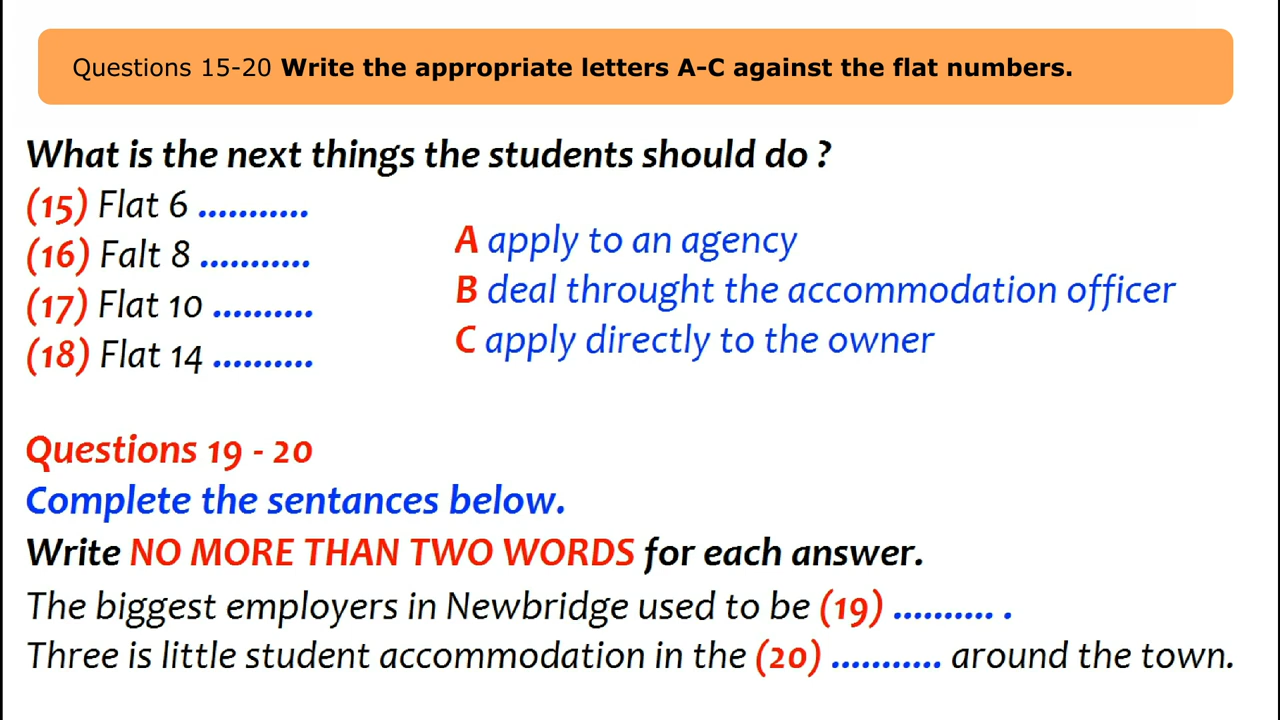 Questions 15-20 Write the appropriate letters A-C against the flat numbers.
What is the next things the students should do ?
(15) Flat 6 ...........
(16) Falt 8 ...........
(17) Flat 10 ..........
(18) Flat 14 ..........
A apply to an agency
B deal throught the accommodation officer
C apply directly to the owner
Questions 19 - 20
Complete the sentances below.
Write NO MORE THAN TWO WORDS for each answer.
The biggest employers in Newbridge used to be (19) .......... .
Three is little student accommodation in the (20) ........... around the town.